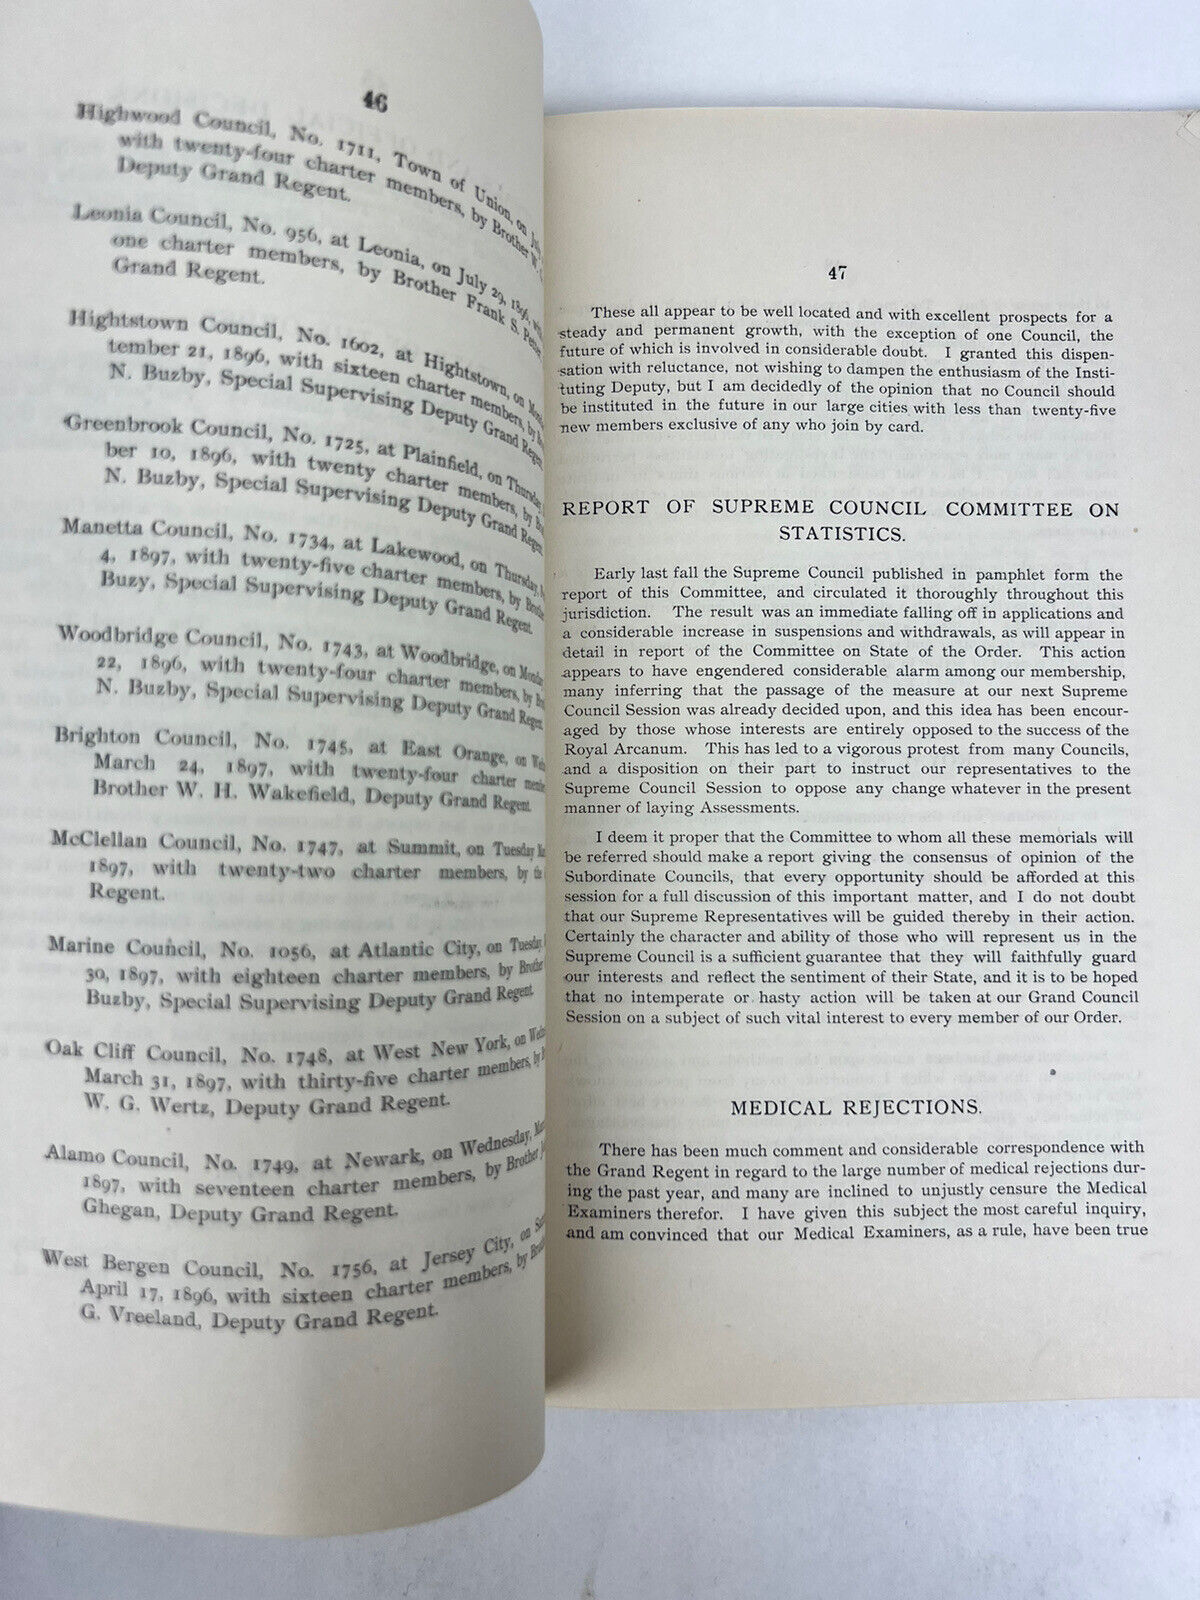 46
Highwood Council, No. 1711, Town of Union, on
with twenty-four charter members, by Brother W.
Deputy Grand Regent.
Leonia Council, No. 956, at Leonia, on July 29, 1896,
one charter members, by Brother Frank S.
Grand Regent.
Hightstown Council, No. 1602, at Hightstown, on
tember 21, 1896, with sixteen charter members, by
N. Buzby, Special Supervising Deputy Grand Regent
Greenbrook Council, No. 1725, at Plainfield, on Thursday
ber 10, 1896, with twenty charter members, by
N. Buzby, Special Supervising Deputy Grand Regent
Manetta Council, No. 1734, at Lakewood, on Thursday,
4, 1897, with twenty-five charter members, by Brother
Buzy, Special Supervising Deputy Grand Regent.
Woodbridge Council, No. 1743, at Woodbridge, on Monday
22, 1896, with twenty-four charter members, by
N. Buzby, Special Supervising Deputy Grand Regent.
Brighton Council, No. 1745, at East Orange, on
March 24, 1897, with twenty-four charter
Brother W. H. Wakefield, Deputy Grand Regent.
McClellan Council, No. 1747, at Summit, on Tuesday
1897, with twenty-two charter members, by the
Regent.
Marine Council, No. 1056, at Atlantic City, on Tuesday,
30, 1897, with eighteen charter members, by Brother
Buzby, Special Supervising Deputy Grand Regent.
Oak Cliff Council, No. 1748, at West New York, on
March 31, 1897, with thirty-five charter members, by
W. G. Wertz, Deputy Grand Regent.
Alamo Council, No. 1749, at Newark, on Wednesday,
1897, with seventeen charter members, by Brother
Ghegan, Deputy Grand Regent.
West Bergen Council, No. 1756, at Jersey City, on
April 17, 1896, with sixteen charter members, by
G. Vreeland, Deputy Grand Regent.
47
These all appear to be well located and with excellent prospects for a
steady and permanent growth, with the exception of one Council, the
future of which is involved in considerable doubt. I granted this dispen-
sation with reluctance, not wishing to dampen the enthusiasm of the Insti-
tuting Deputy, but I am decidedly of the opinion that no Council should
be instituted in the future in our large cities with less than twenty-five
new members exclusive of any who join by card.
REPORT OF SUPREME COUNCIL COMMITTEE ON
STATISTICS.
Early last fall the Supreme Council published in pamphlet form the
report of this Committee, and circulated it thoroughly throughout this
jurisdiction. The result was an immediate falling off in applications and
a considerable increase in suspensions and withdrawals, as will appear in
detail in report of the Committee on State of the Order. This action
appears to have engendered considerable alarm among our membership,
many inferring that the passage of the measure at our next Supreme
Council Session was already decided upon, and this idea has been encour-
aged by those whose interests are entirely opposed to the success of the
Royal Arcanum. This has led to a vigorous protest from many Councils,
and a disposition on their part to instruct our representatives to the
Supreme Council Session to oppose any change whatever in the present
manner of laying Assessments.
I deem it proper that the Committee to whom all these memorials will
be referred should make a report giving the consensus of opinion of the
Subordinate Councils, that every opportunity should be afforded at this
session for a full discussion of this important matter, and I do not doubt
that our Supreme Representatives will be guided thereby in their action.
Certainly the character and ability of those who will represent us in the
Supreme Council is a sufficient guarantee that they will faithfully guard
our interests and reflect the sentiment of their State, and it is to be hoped
that no intemperate or hasty action will be taken at our Grand Council
Session on a subject of such vital interest to every member of our Order.
MEDICAL REJECTIONS.
There has been much comment and considerable correspondence with
the Grand Regent in regard to the large number of medical rejections dur-
ing the past year, and many are inclined to unjustly censure the Medical
Examiners therefor. I have given this subject the most careful inquiry,
and am convinced that our Medical Examiners, as a rule, have been true